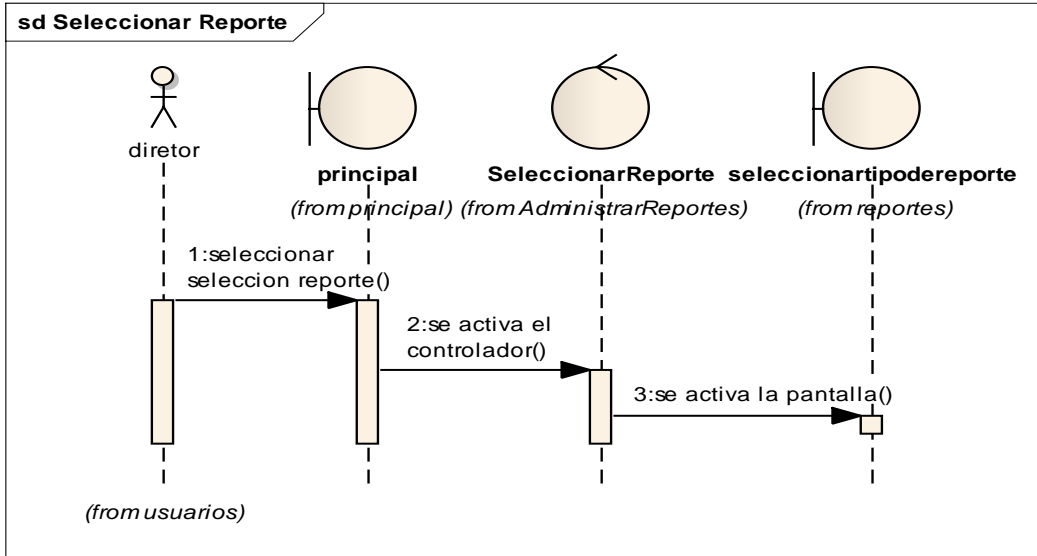 sd Seleccionar Reporte
diretor
principal
SeleccionarReporte
seleccionartipodereporte
(from principal)
(from AdministrarReportes)
(from reportes)
1:seleccionar
seleccion reporte()
2:se activa el
controlador()
3:se activa la pantalla()
(from usuarios)